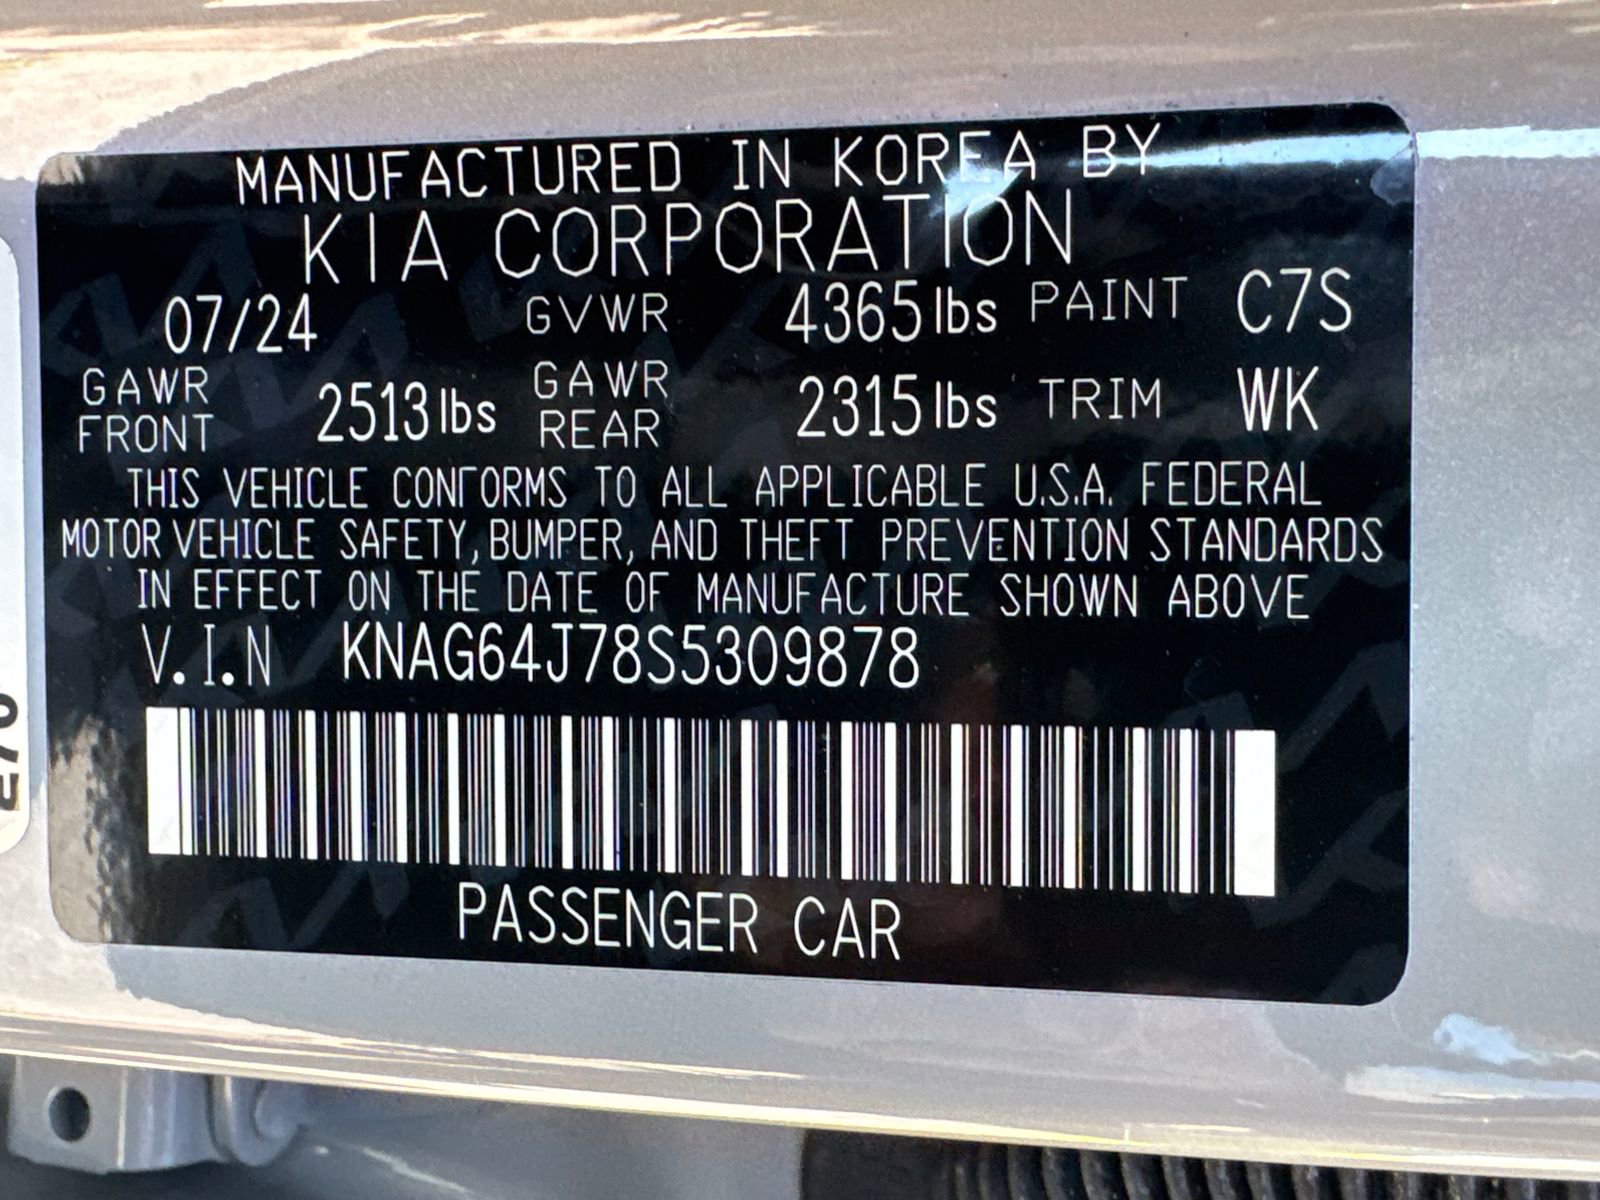 MANUFACTURED IN KOREA BY
KIA CORPORATION
07/24 GVWR 4365 lbs PAINT C7S
GAWR FRONT 2513 lbs GAWR REAR 2315 lbs TRIM WK
THIS VEHICLE CONFORMS TO ALL APPLICABLE U.S.A. FEDERAL
MOTOR VEHICLE SAFETY, BUMPER, AND THEFT PREVENTION STANDARDS
IN EFFECT ON THE DATE OF MANUFACTURE SHOWN ABOVE
V.I.N KNAG64J78S5309878
PASSENGER CAR